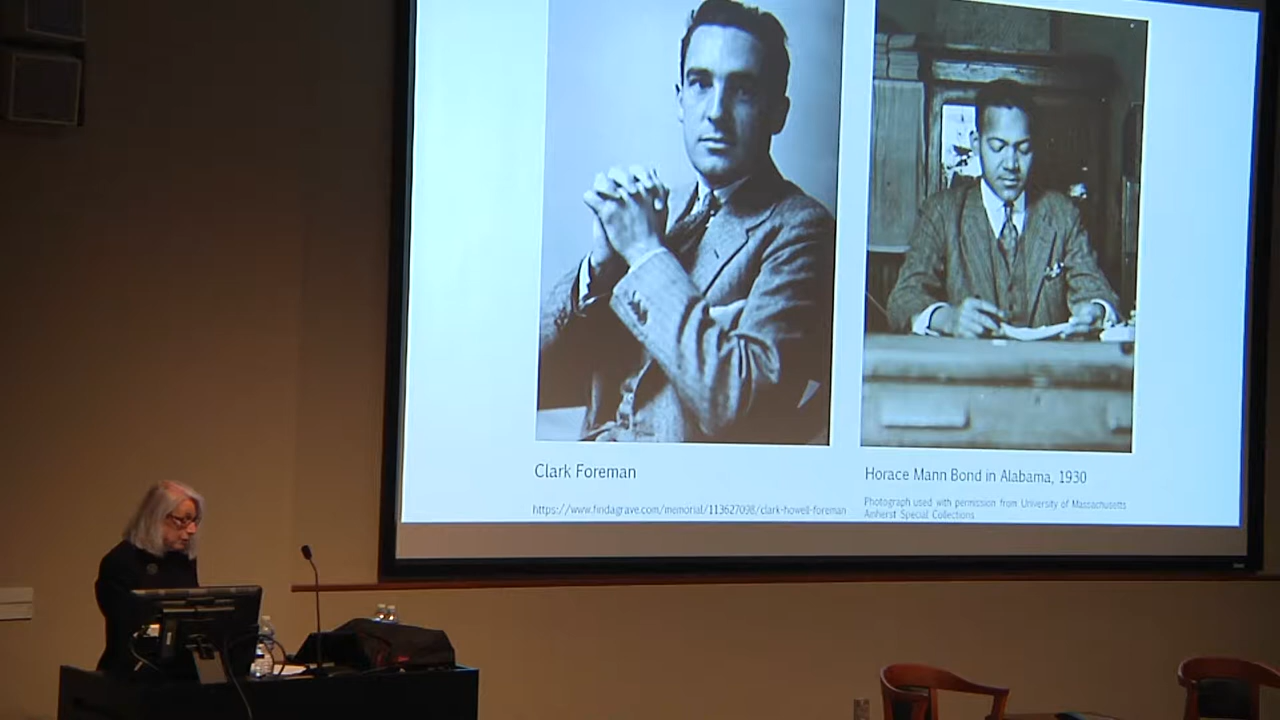 Clark Foreman
https://www.findagrave.com/memorial/113627098/clark-howell-foreman
Horace Mann Bond in Alabama, 1930
Photograph used with permission from University of Massachusetts
Amherst Special Collections